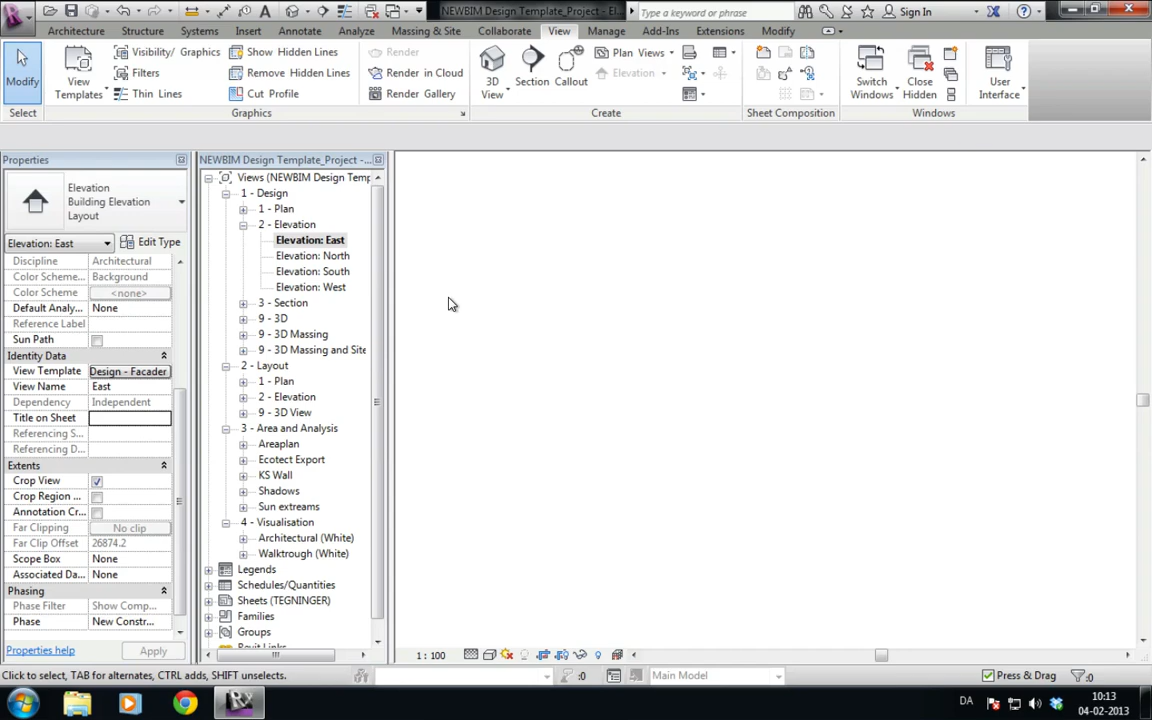 NEWBIM Design Template_Project - El...
Type a keyword or phrase
Sign In
Architecture Structure Systems Insert Annotate Analyze Massing & Site Collaborate View Manage Add-Ins Extensions Modify
Modify
View Templates
Visibility/ Graphics
Filters
Thin Lines
Show Hidden Lines
Remove Hidden Lines
Cut Profile
Render
Render in Cloud
Render Gallery
3D View
Section
Callout
Plan Views
Elevation
Switch Windows
Close Hidden
User Interface
Select Graphics Create Sheet Composition Windows
Properties
Elevation
Building Elevation
Layout
Elevation: East
Edit Type
Discipline Architectural
Color Scheme... Background
Color Scheme <none>
Default Analy... None
Reference Label
Sun Path
Identity Data
View Template Design - Facader
View Name East
Dependency Independent
Title on Sheet
Referencing S...
Referencing D...
Extents
Crop View
Crop Region ...
Annotation Cr...
Far Clipping No clip
Far Clip Offset 26874.2
Scope Box None
Associated Da... None
Phasing
Phase Filter Show Comp...
Phase New Constr...
Properties help
Apply
NEWBIM Design Template_Project -...
Views (NEWBIM Design Temp
1 - Design
1 - Plan
2 - Elevation
Elevation: East
Elevation: North
Elevation: South
Elevation: West
3 - Section
9 - 3D
9 - 3D Massing
9 - 3D Massing and Site
2 - Layout
1 - Plan
2 - Elevation
9 - 3D View
3 - Area and Analysis
Areaplan
Ecotect Export
KS Wall
Shadows
Sun extreams
4 - Visualisation
Architectural (White)
Walktrough (White)
Legends
Schedules/Quantities
Sheets (TEGNINGER)
Families
Groups
Revit Links
1 : 100
Click to select, TAB for alternates, CTRL adds, SHIFT unselects.
:0
Main Model
Press & Drag
:0
DA
10:13
04-02-2013